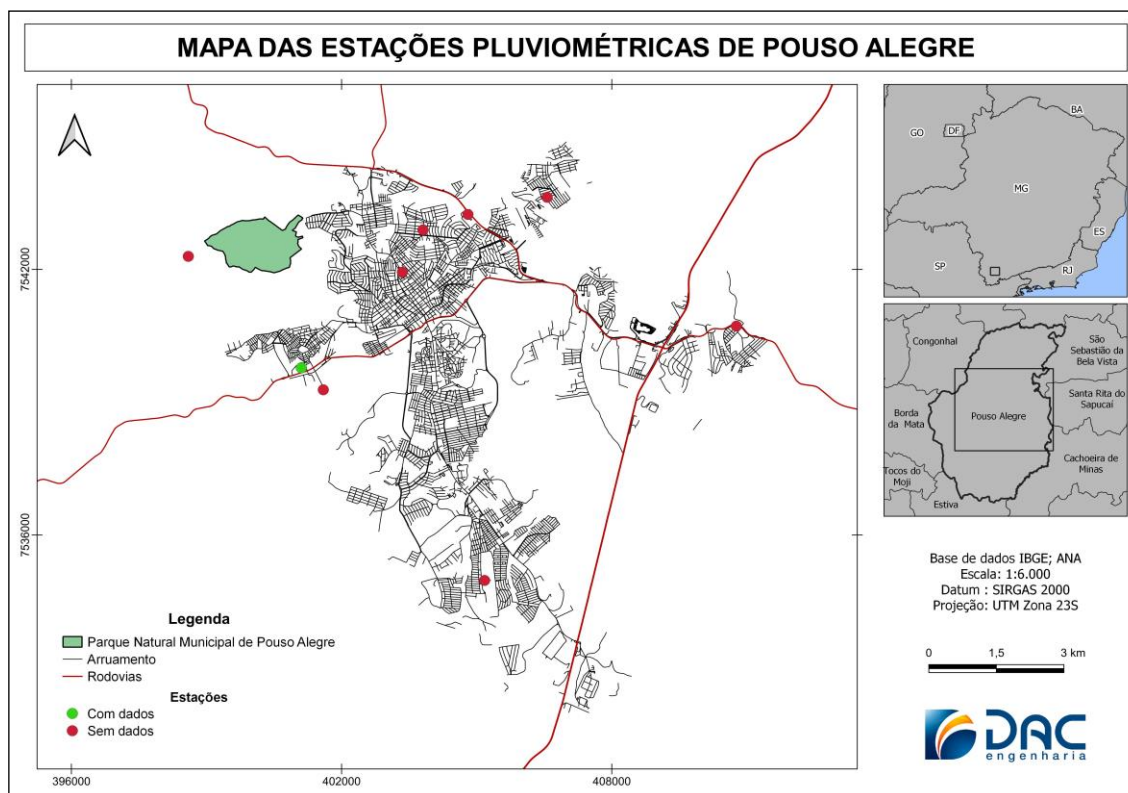 MAPA DAS ESTAÇÕES PLUVIOMÉTRICAS DE POUSO ALEGRE
7542000
7536000
396000
402000
408000
Legenda
Parque Natural Municipal de Pouso Alegre
Arruamento
Rodovias
Estações
Com dados
Sem dados
BA
GO
DF
MG
ES
SP
RJ
Congonhal
São
Sebastião da
Bela Vista
Santa Rita do
Sapucaí
Borda
da Mata
Pouso Alegre
Cachoeira de
Minas
Tocos do
Moji
Estiva
Base de dados IBGE; ANA
Escala: 1:6.000
Datum : SIRGAS 2000
Projeção: UTM Zona 23S
0 1,5 3 km
DAC
engenharia